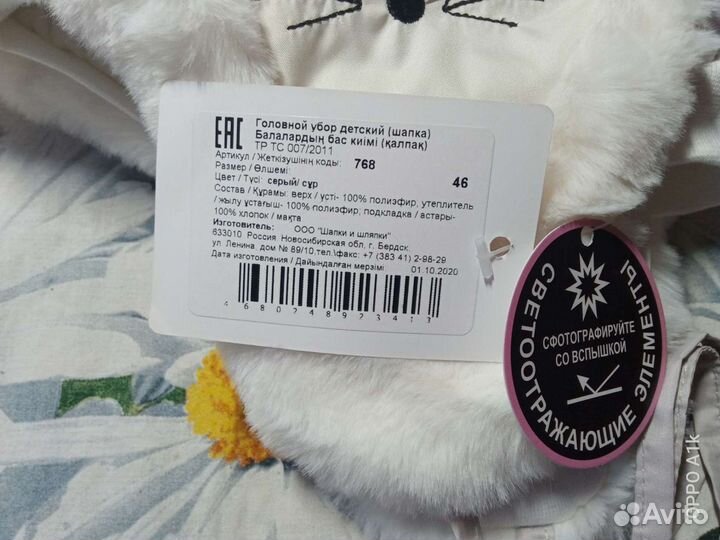 EAC
Головной убор детский (шапка)
Балалардың бас киімі (қалпақ)
ТР ТС 007/2011
Артикул / Жеткізушінің коды: 768
Размер / Өлшемі: 46
Цвет / Түсі: серый/ сұр
Состав / Құрамы: верх / үсті- 100% полиэфир, утеплитель
/ жылу ұстағыш- 100% полиэфир; подкладка / астары-
100% хлопок / мақта
Изготовитель: ООО "Шапки и шляпки"
633010 Россия Новосибирская обл, г. Бердск,
ул Ленина, дом № 89/10,тел.\факс: +7 (383 41) 2-98-29
Дата изготовления / Дайындалған мерзімі 01.10.2020
4680748923413
СВЕТООТРАЖАЮЩИЕ ЭЛЕМЕНТЫ
СФОТОГРАФИРУЙТЕ
СО ВСПЫШКОЙ
OPPO A1k
Avito